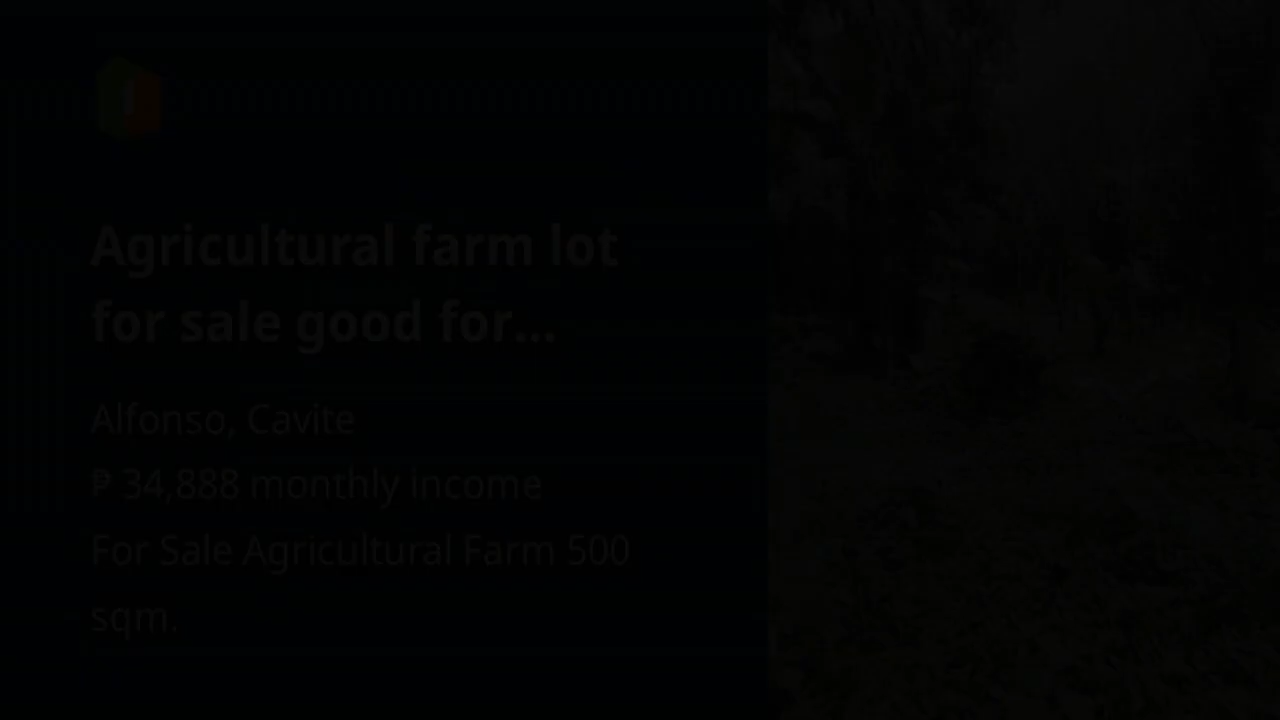 Agricultural farm lot
for sale good for...
Alfonso, Cavite
₱ 34,888 monthly income
For Sale Agricultural Farm 500
sqm.